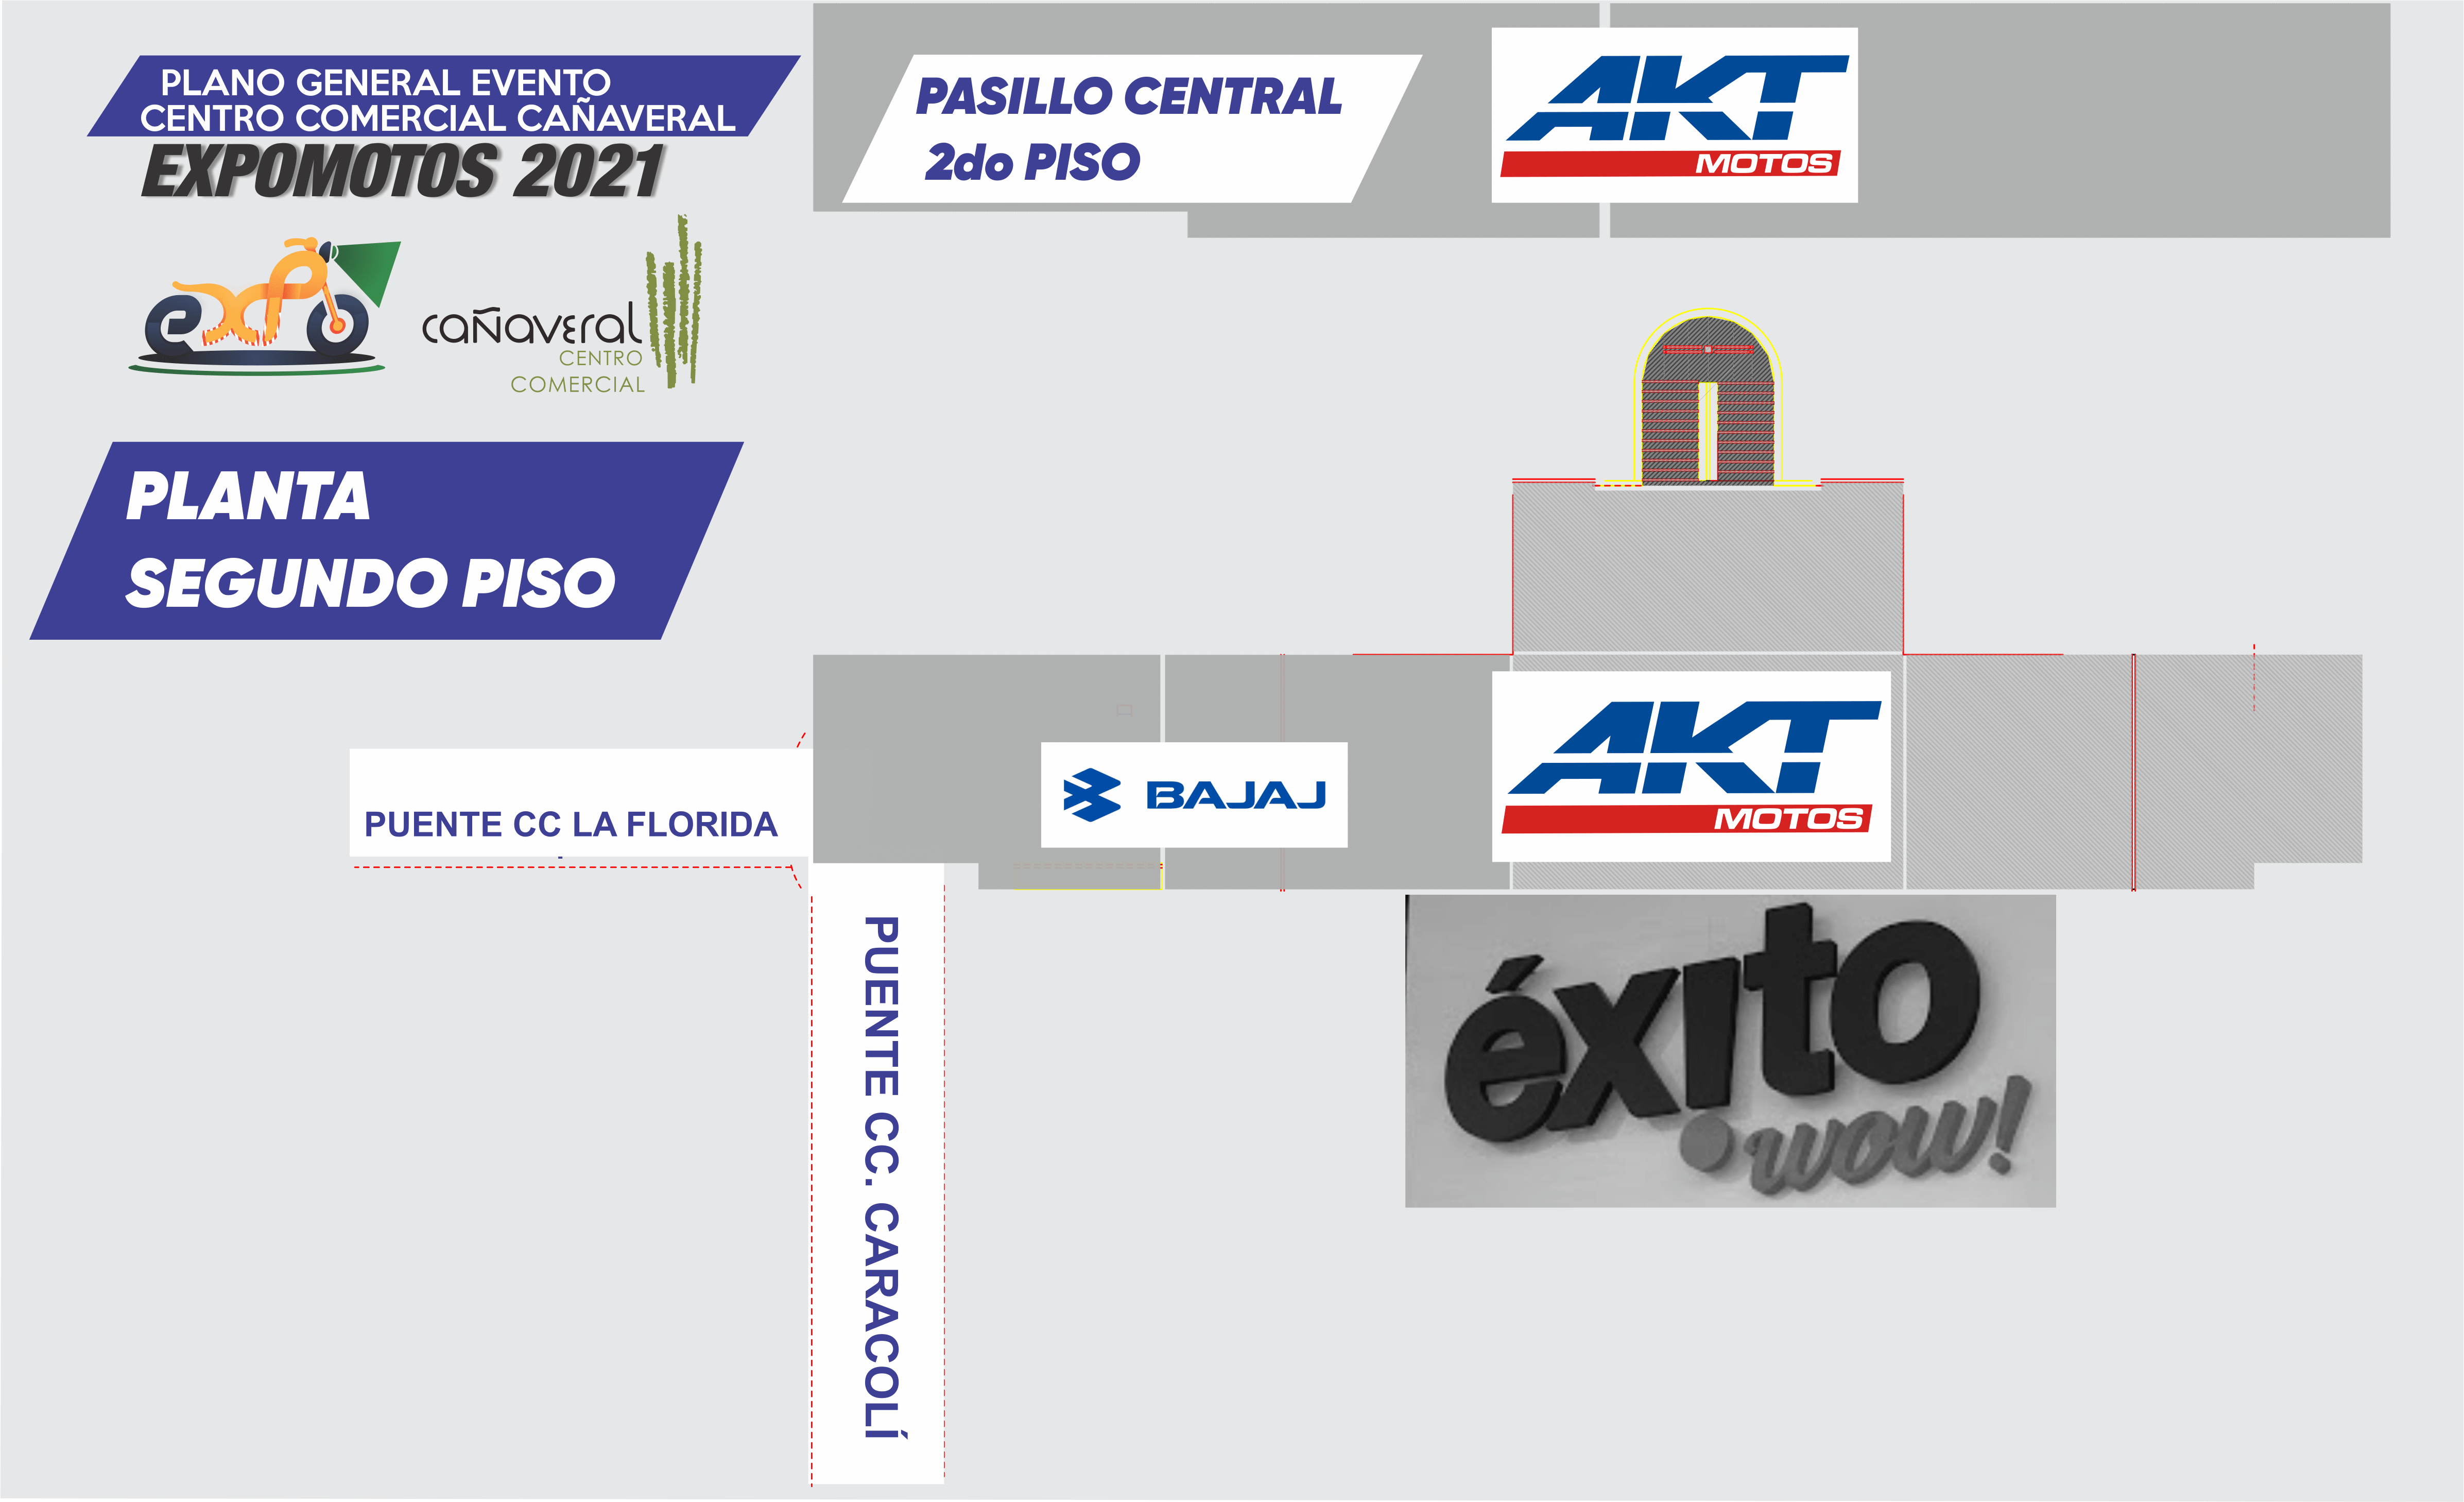 PLANO GENERAL EVENTO
CENTRO COMERCIAL CAÑAVERAL
EXPOMOTOS 2021
expo
cañaveral
CENTRO
COMERCIAL
PLANTA
SEGUNDO PISO
PASILLO CENTRAL
2do PISO
AKT
MOTOS
PUENTE CC LA FLORIDA
BAJAJ
AKT
MOTOS
PUENTE CC. CARACOLÍ
éxito
wow!